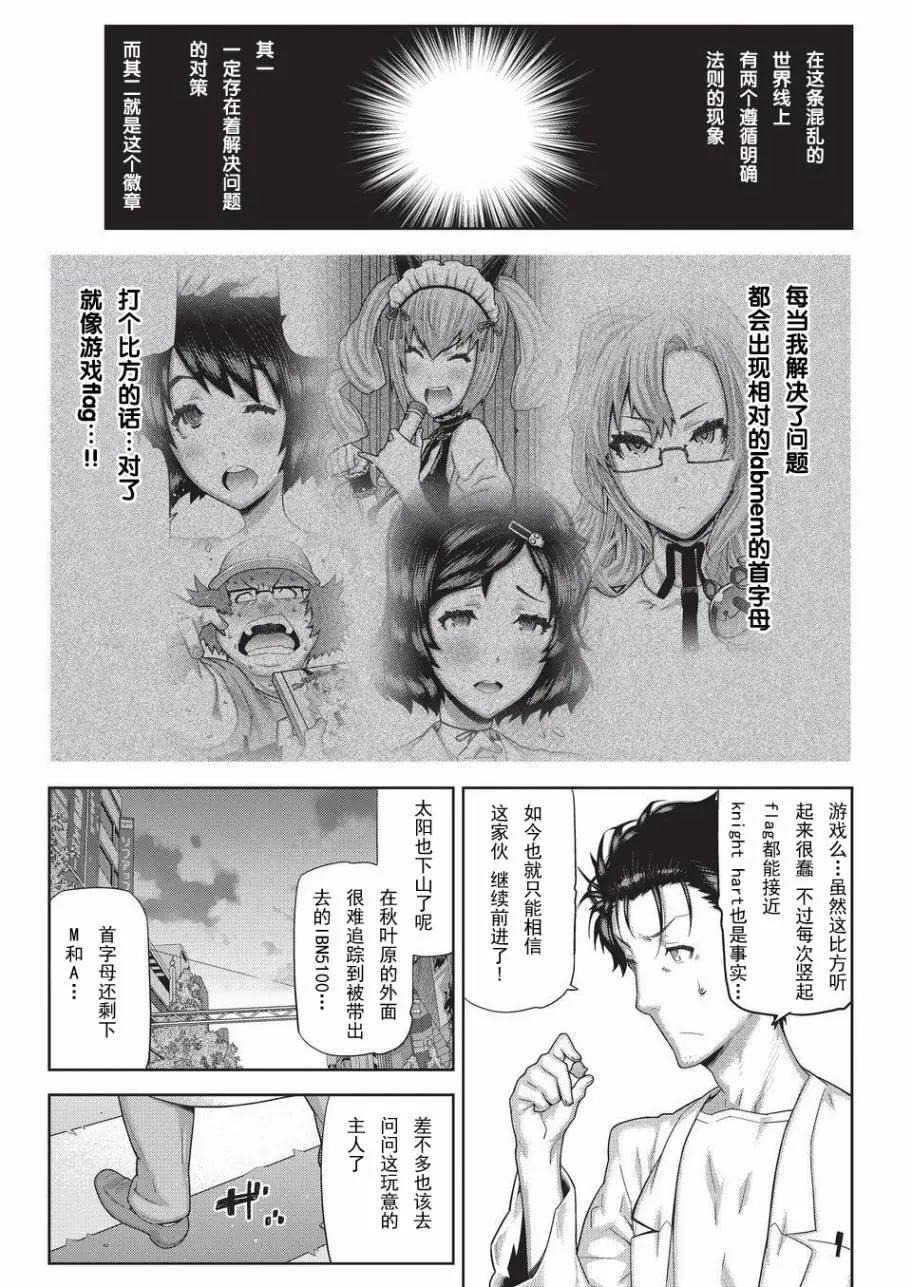 在这条混乱的
世界线上
有两个遵循明确
法则的现象
其一
一定存在着解决问题
的对策
而其二就是这个徽章
每当我解决了问题
都会出现相对的labmem的首字母
打个比方的话…对了
就像游戏flag…!!
游戏么…虽然这比方听
起来很蠢 不过每次竖起
flag都能接近
knight hart也是事实…
如今也就只能相信
这家伙 继续前进了!
太阳也下山了呢
在秋叶原的外面
很难追踪到被带出
去的IBN5100…
首字母还剩下
M和A…
差不多也该去
问问这玩意的
主人了